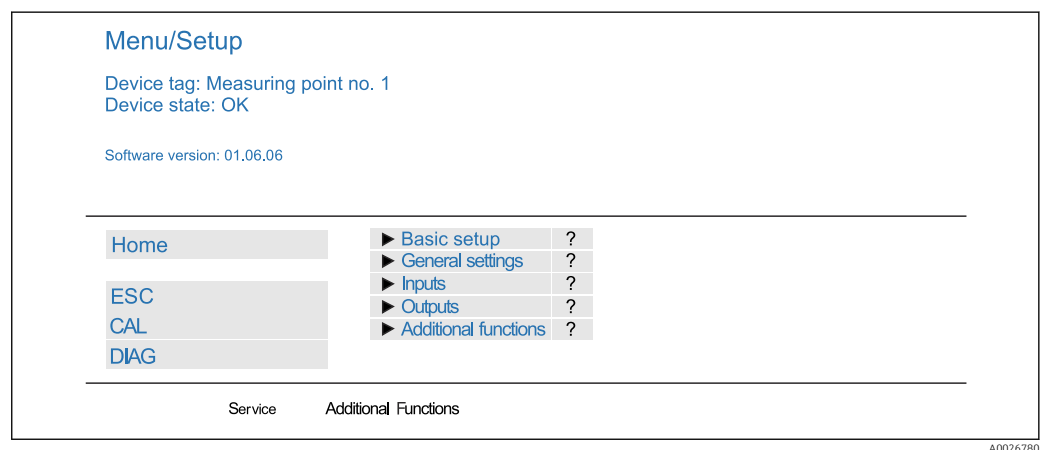 Menu/Setup
Device tag: Measuring point no. 1
Device state: OK
Software version: 01.06.06
Home
ESC
CAL
DIAG
► Basic setup ?
► General settings ?
► Inputs ?
► Outputs ?
► Additional functions ?
Service Additional Functions
A0026780